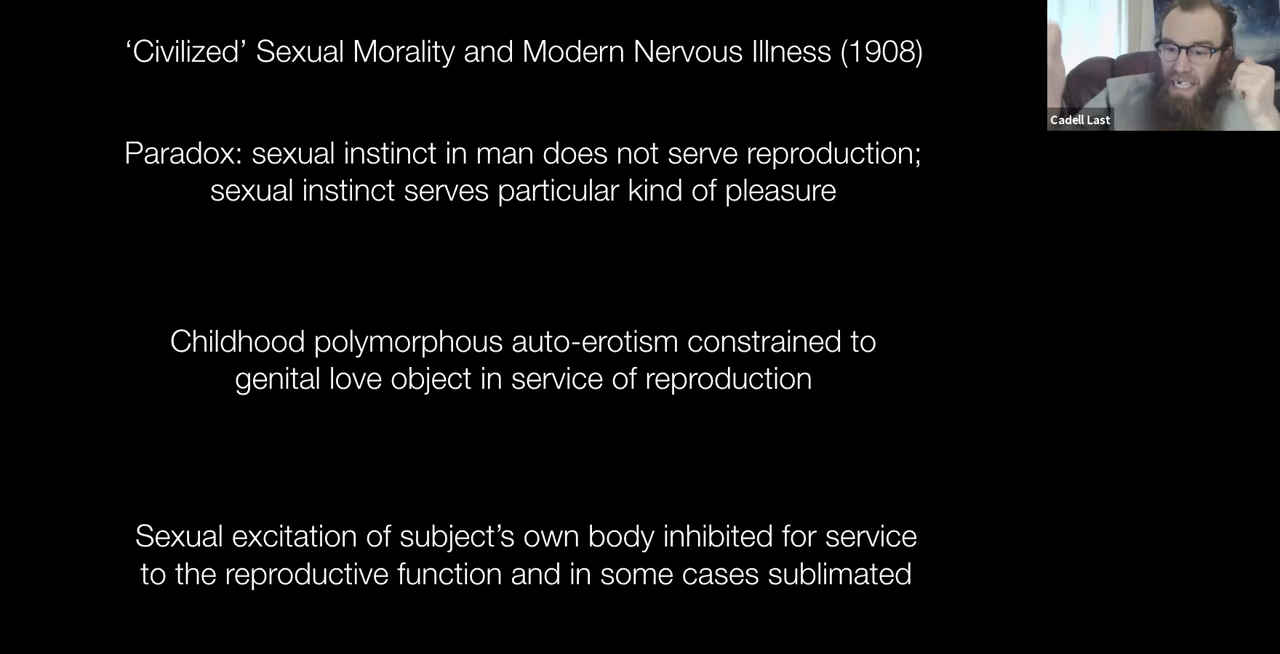 ‘Civilized’ Sexual Morality and Modern Nervous Illness (1908)
Cadell Last
Paradox: sexual instinct in man does not serve reproduction;
sexual instinct serves particular kind of pleasure
Childhood polymorphous auto-erotism constrained to
genital love object in service of reproduction
Sexual excitation of subject’s own body inhibited for service
to the reproductive function and in some cases sublimated